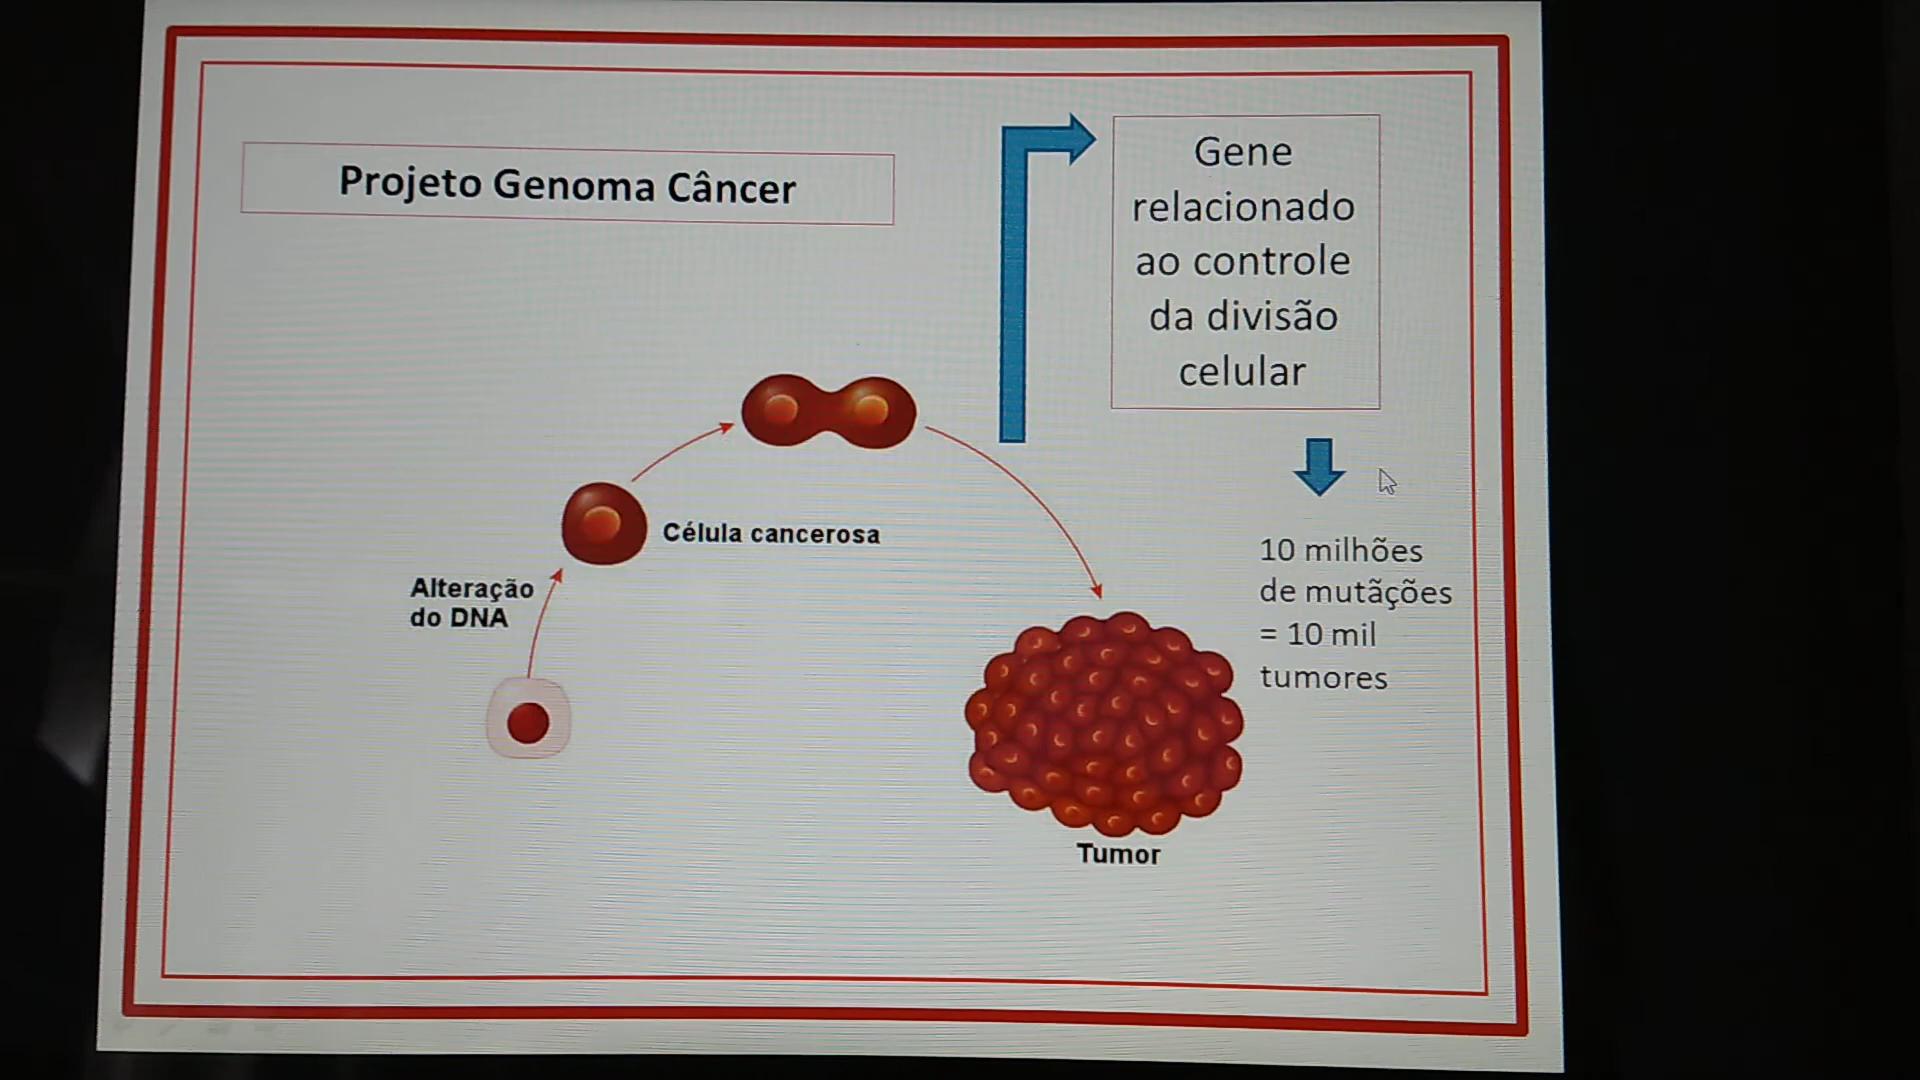 Projeto Genoma Câncer
Gene
relacionado
ao controle
da divisão
celular
Célula cancerosa
Alteração
do DNA
10 milhões
de mutãções
= 10 mil
tumores
Tumor